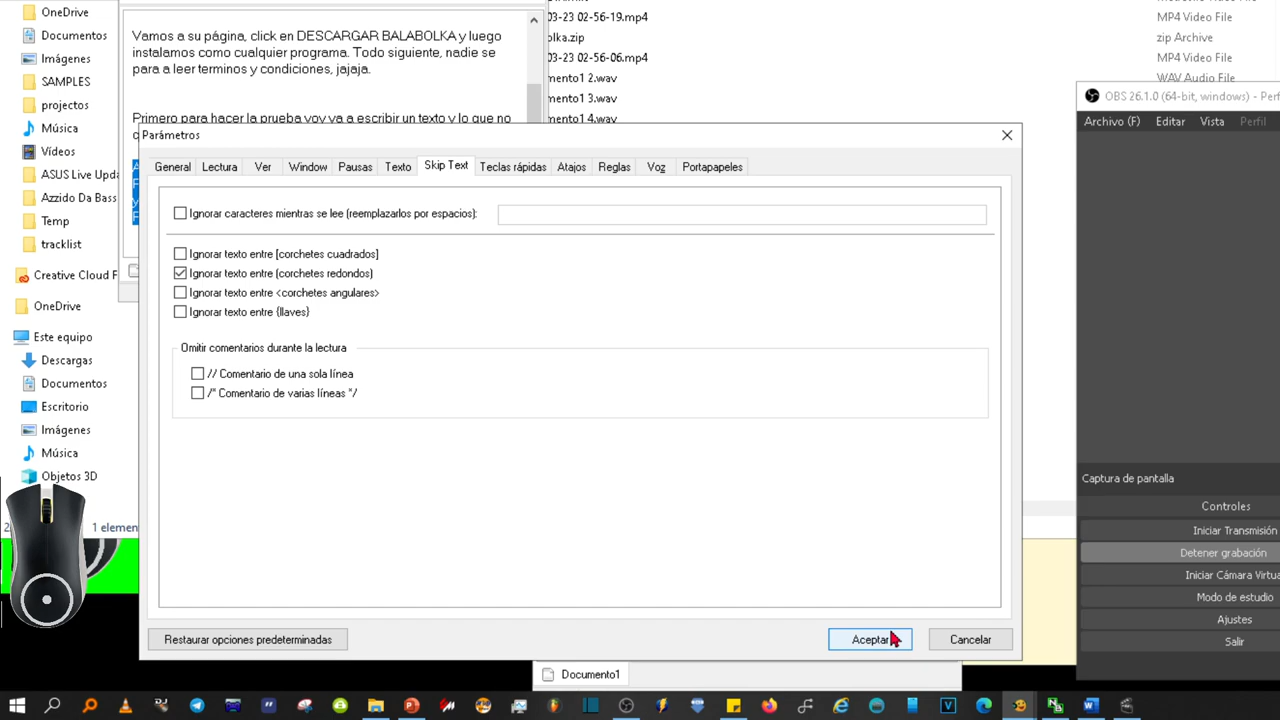 OneDrive
Documentos
Imágenes
SAMPLES
projectos
Música
Vídeos
ASUS Live Upd
Azzido Da Bass
Temp
tracklist
Creative Cloud F
OneDrive
Este equipo
Descargas
Documentos
Escritorio
Imágenes
Música
Objetos 3D
1 elemen
Vamos a su página, click en DESCARGAR BALABOLKA y luego
instalamos como cualquier programa. Todo siguiente, nadie se
para a leer terminos y condiciones, jajaja.
Primero para hacer la prueba voy va a escribir un texto y lo que no
03-23 02-56-19.mp4
olka.zip
03-23 02-56-06.mp4
mento1 2.wav
mento1 3.wav
mento1 4.wav
MP4 Video File
zip Archive
MP4 Video File
WAV Audio File
OBS 26.1.0 (64-bit, windows) - Perf
Archivo (F) Editar Vista Perfil
Parámetros
General Lectura Ver Window Pausas Texto Skip Text Teclas rápidas Atajos Reglas Voz Portapapeles
Ignorar caracteres mientras se lee (reemplazarlos por espacios):
Ignorar texto entre [corchetes cuadrados]
Ignorar texto entre (corchetes redondos)
Ignorar texto entre <corchetes angulares>
Ignorar texto entre {llaves}
Omitir comentarios durante la lectura
// Comentario de una sola línea
/* Comentario de varias líneas */
Restaurar opciones predeterminadas
Aceptar
Cancelar
Captura de pantalla
Controles
Iniciar Transmisión
Detener grabación
Iniciar Cámara Virtua
Modo de estudio
Ajustes
Salir
Documento1